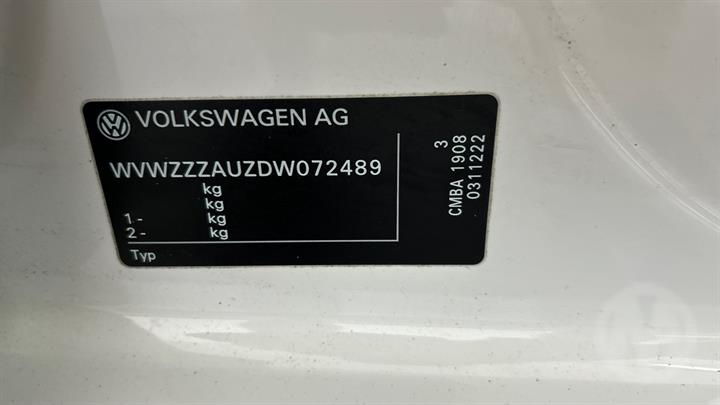 VOLKSWAGEN AG
WVWZZZAUZDW072489
kg
kg
1 - kg
2 - kg
Typ
3
CMBA 1908
0311222